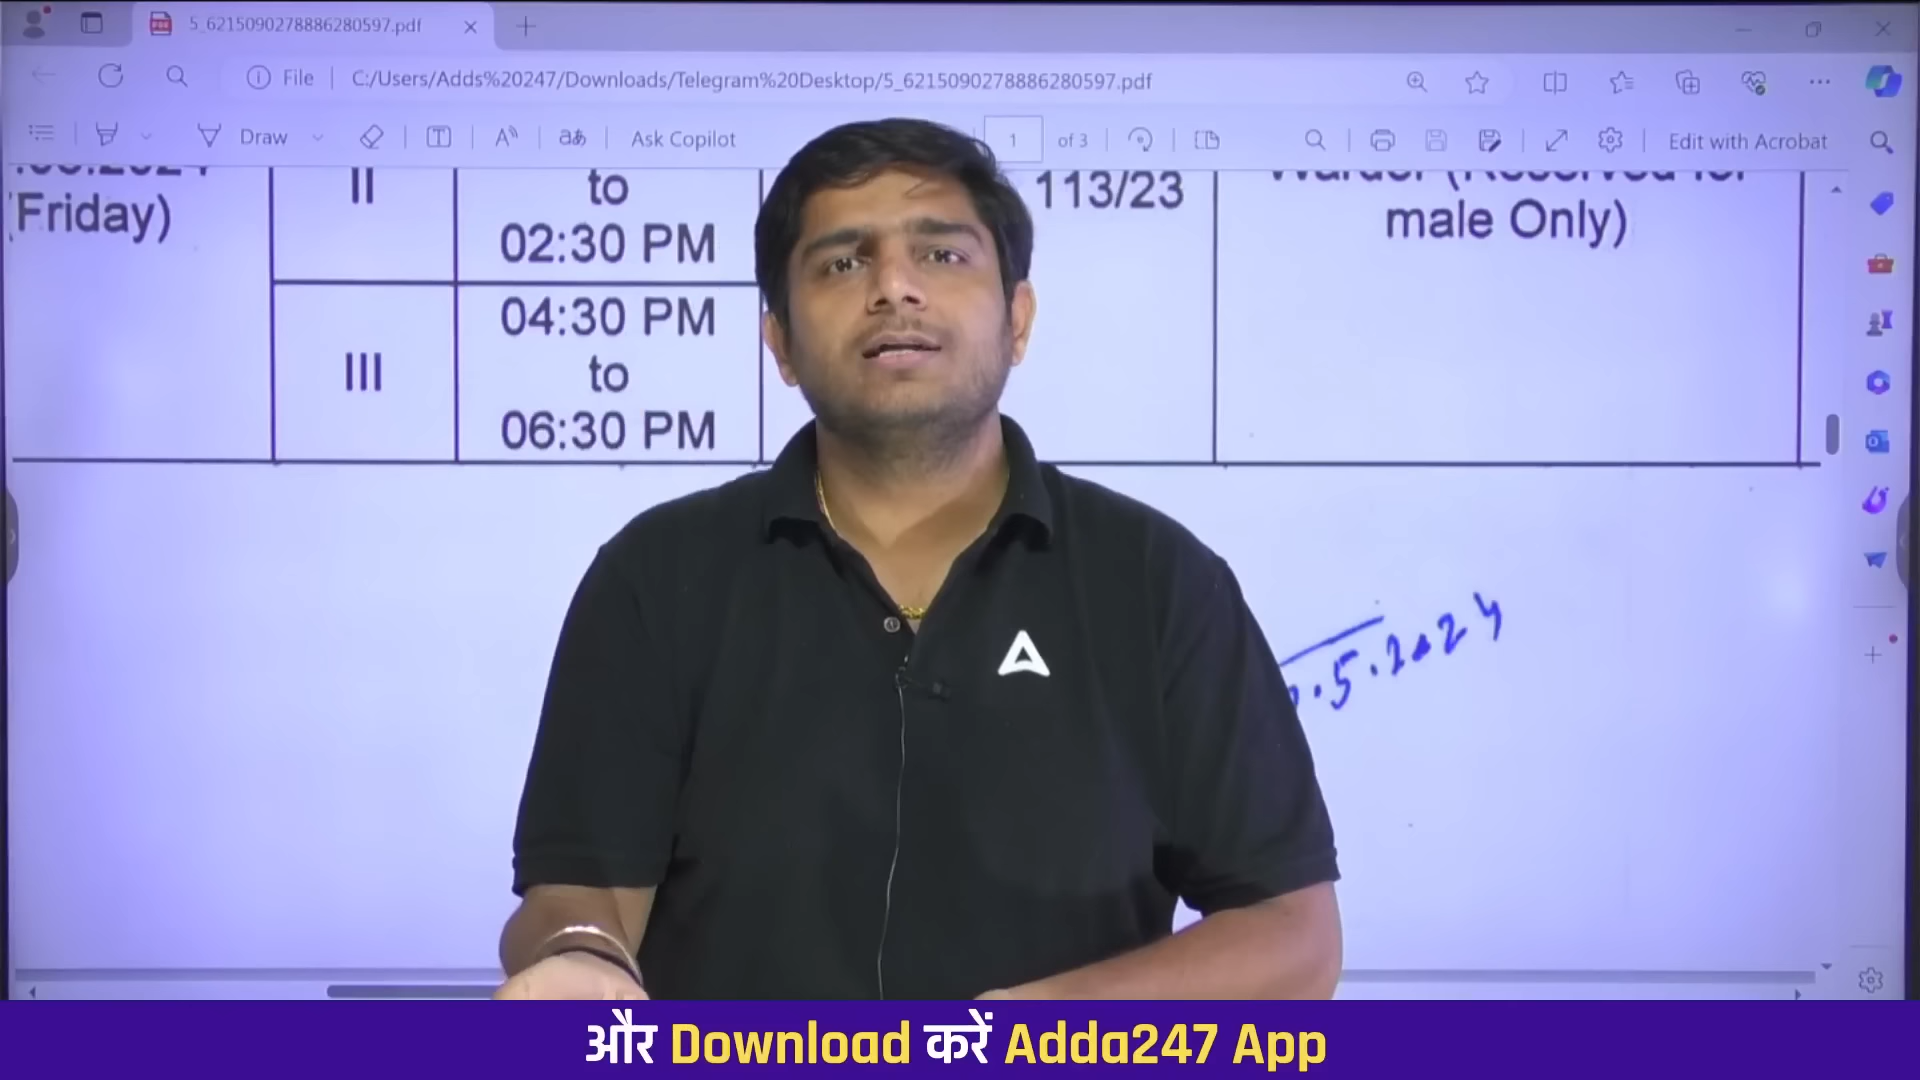 5_6215090278886280597.pdf
File
C:/Users/Adds%20247/Downloads/Telegram%20Desktop/5_6215090278886280597.pdf
Draw
Ask Copilot
1 of 3
Edit with Acrobat
(Friday)
II
to
02:30 PM
113/23
male Only)
III
04:30 PM
to
06:30 PM
.5.2024
और Download करें Adda247 App